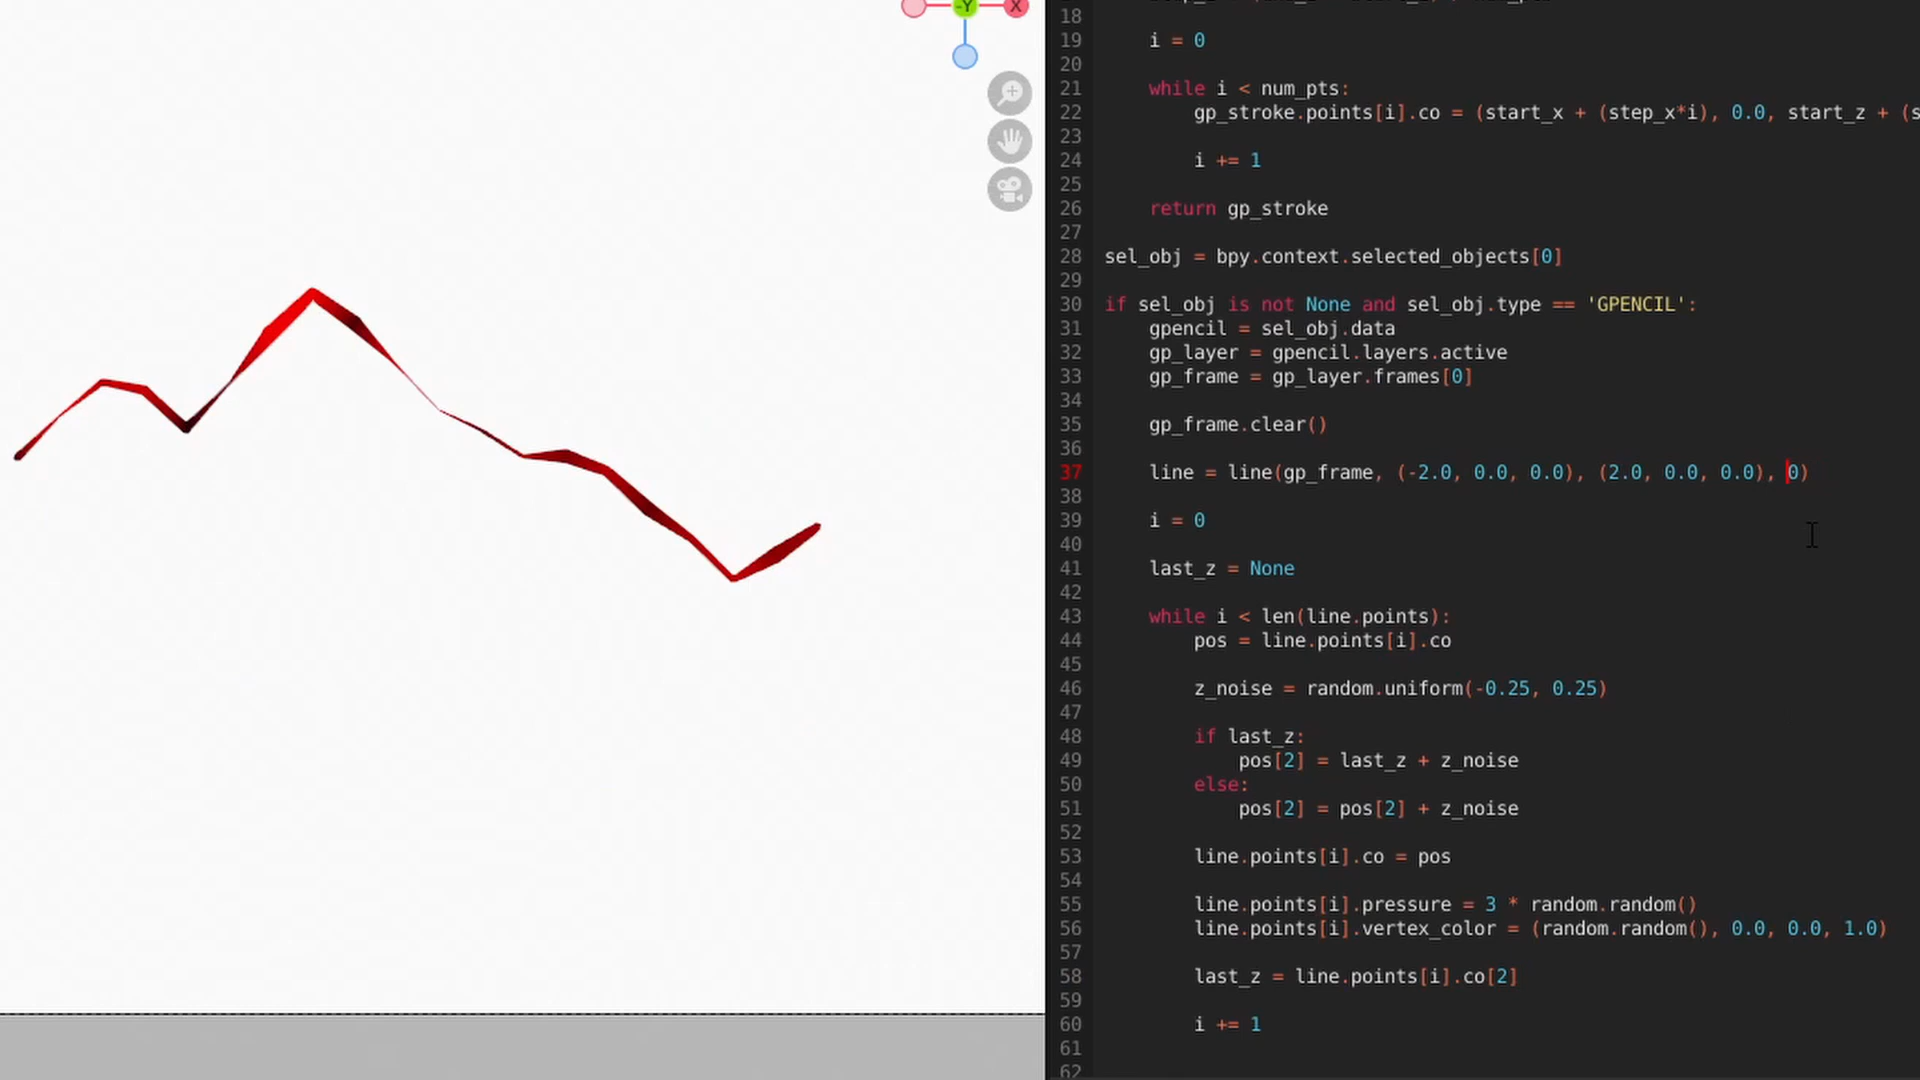 -Y X
18
19 i = 0
20
21 while i < num_pts:
22 gp_stroke.points[i].co = (start_x + (step_x*i), 0.0, start_z + (s
23
24 i += 1
25
26 return gp_stroke
27
28 sel_obj = bpy.context.selected_objects[0]
29
30 if sel_obj is not None and sel_obj.type == 'GPENCIL':
31 gpencil = sel_obj.data
32 gp_layer = gpencil.layers.active
33 gp_frame = gp_layer.frames[0]
34
35 gp_frame.clear()
36
37 line = line(gp_frame, (-2.0, 0.0, 0.0), (2.0, 0.0, 0.0), 0)
38
39 i = 0
40
41 last_z = None
42
43 while i < len(line.points):
44 pos = line.points[i].co
45
46 z_noise = random.uniform(-0.25, 0.25)
47
48 if last_z:
49 pos[2] = last_z + z_noise
50 else:
51 pos[2] = pos[2] + z_noise
52
53 line.points[i].co = pos
54
55 line.points[i].pressure = 3 * random.random()
56 line.points[i].vertex_color = (random.random(), 0.0, 0.0, 1.0)
57
58 last_z = line.points[i].co[2]
59
60 i += 1
61
62